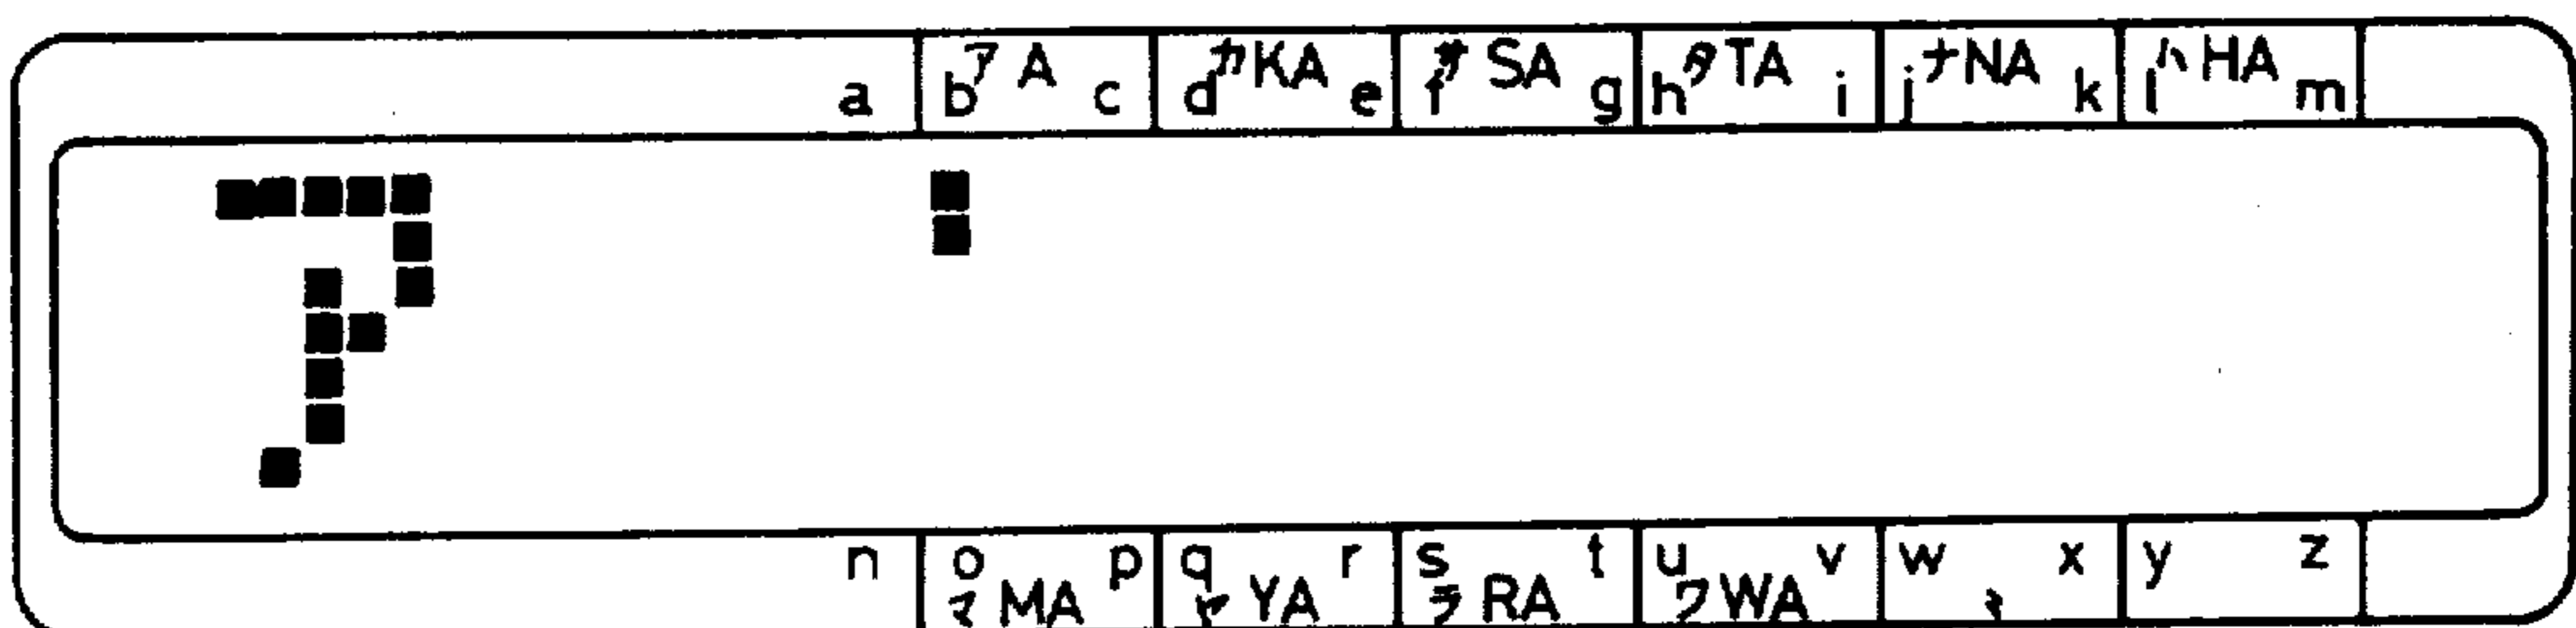 a b ア A c d カ KA e f サ SA g h タ TA i j ナ NA k l ハ HA m
ア
n o マ MA p q ヤ YA r s ラ RA t u ワ WA v w x y z